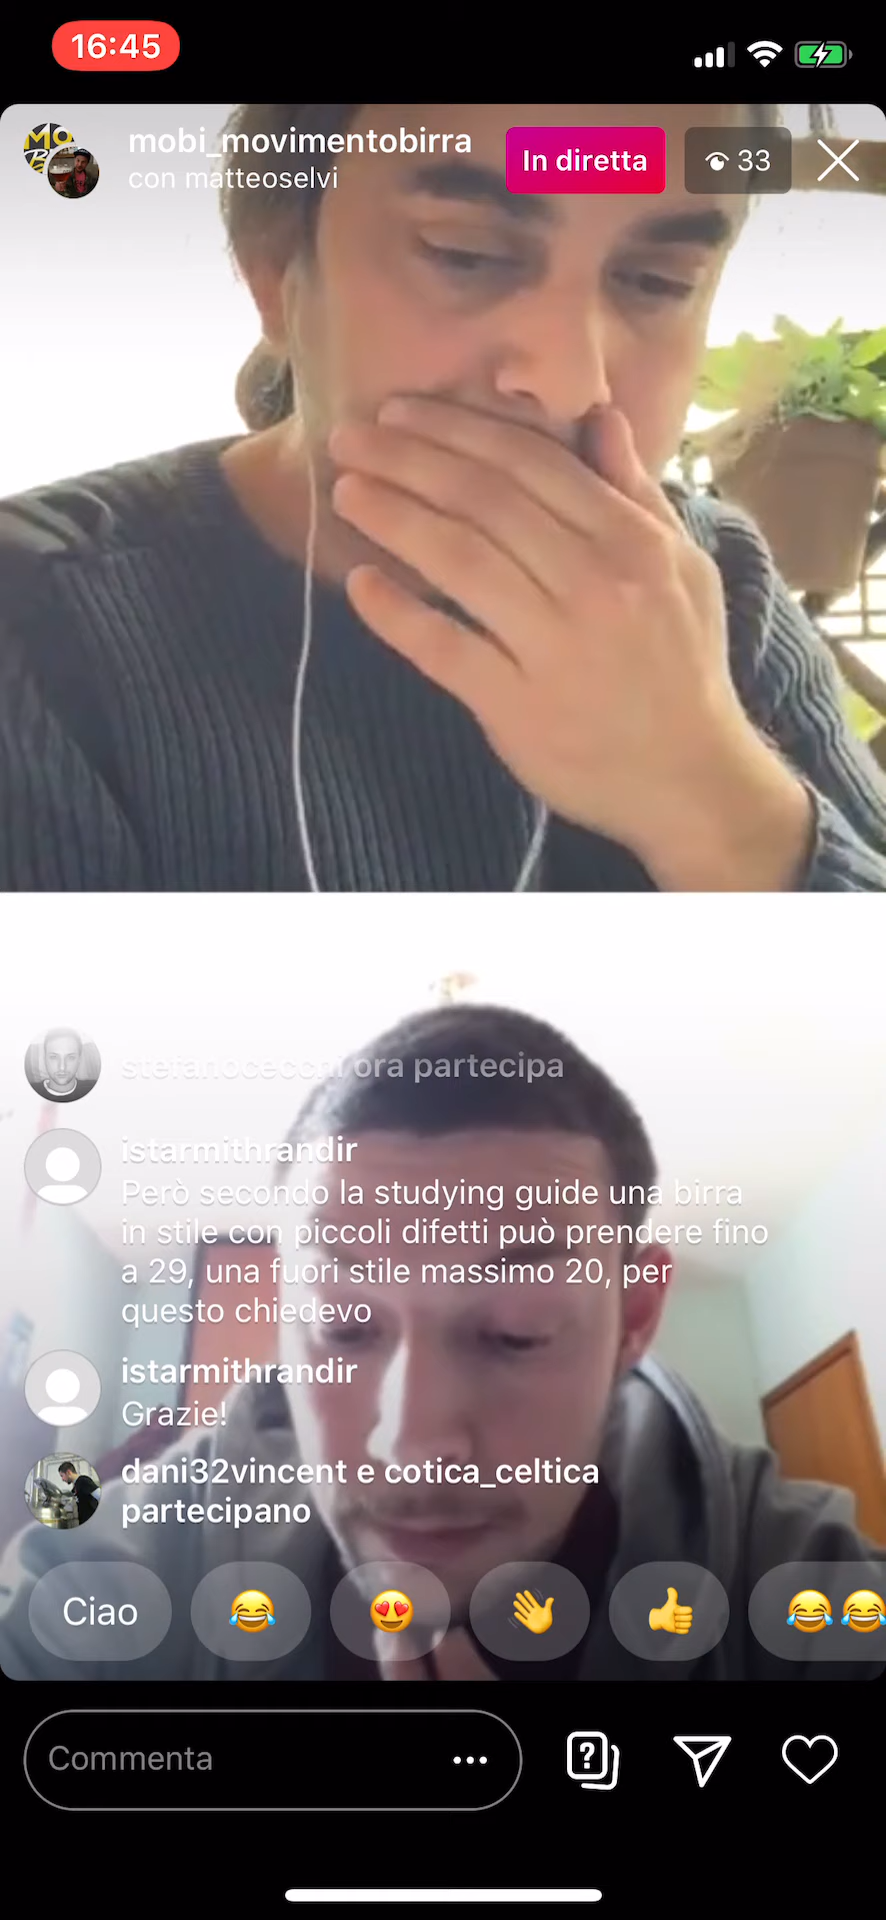 16:45
mobi_movimentobirra
con matteoselvi
In diretta
33
MO
stefanocecchi ora partecipa
istarmithrandir
Però secondo la studying guide una birra
in stile con piccoli difetti può prendere fino
a 29, una fuori stile massimo 20, per
questo chiedevo
istarmithrandir
Grazie!
dani32vincent e cotica_celtica
partecipano
Ciao
Commenta